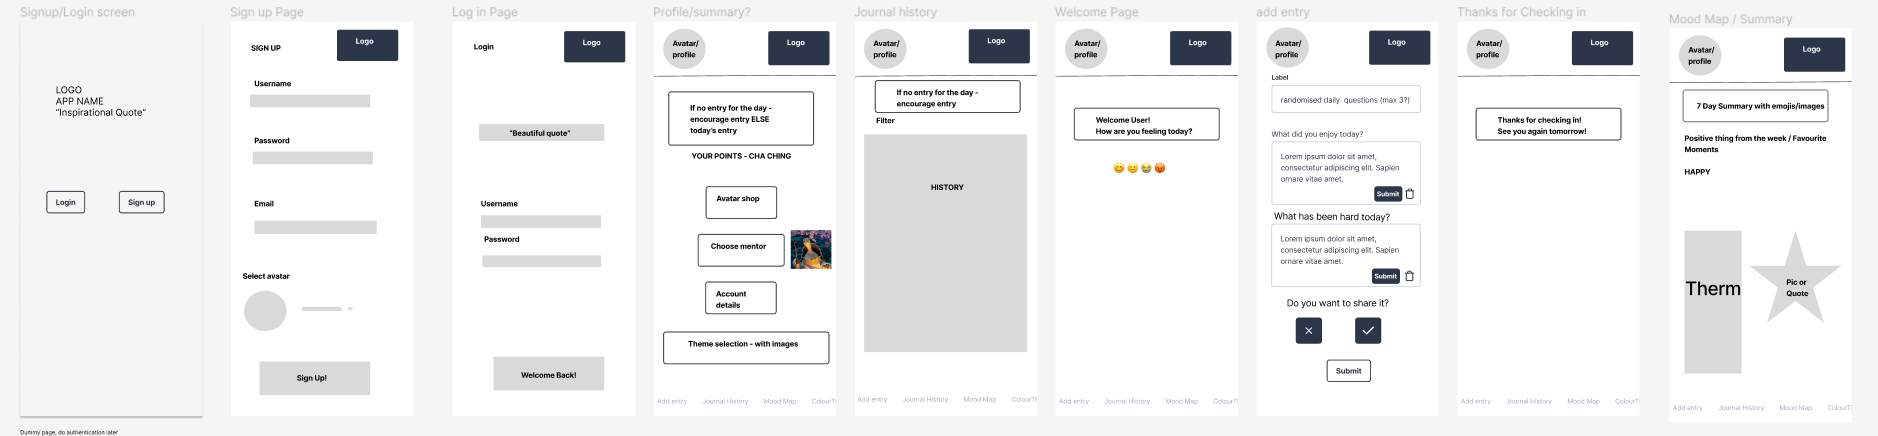 Signup/Login screen
LOGO
APP NAME
“Inspirational Quote”
Login
Sign up
Dummy page, do authentication later
Sign up Page
SIGN UP
Logo
Username
Password
Email
Select avatar
Sign Up!
Log in Page
Login
Logo
“Beautiful quote”
Username
Password
Welcome Back!
Profile/summary?
Avatar/
profile
Logo
If no entry for the day -
encourage entry ELSE
today’s entry
YOUR POINTS - CHA CHING
Avatar shop
Choose mentor
Account
details
Theme selection - with images
Add entry
Journal History
Mood Map
ColourT
Journal history
Avatar/
profile
Logo
If no entry for the day -
encourage entry
Filter
HISTORY
Add entry
Journal History
Mood Map
ColourT
Welcome Page
Avatar/
profile
Logo
Welcome User!
How are you feeling today?
Add entry
Journal History
Mood Map
ColourT
add entry
Avatar/
profile
Logo
Label
randomised daily questions (max 3?)
What did you enjoy today?
Lorem ipsum dolor sit amet,
consectetur adipiscing elit. Sapien
ornare vitae amet.
Submit
What has been hard today?
Lorem ipsum dolor sit amet,
consectetur adipiscing elit. Sapien
ornare vitae amet.
Submit
Do you want to share it?
Submit
Add entry
Journal History
Mood Map
ColourT
Thanks for Checking in
Avatar/
profile
Logo
Thanks for checking in!
See you again tomorrow!
Add entry
Journal History
Mood Map
ColourT
Mood Map / Summary
Avatar/
profile
Logo
7 Day Summary with emojis/images
Positive thing from the week / Favourite
Moments
HAPPY
Therm
Pic or
Quote
Add entry
Journal History
Mood Map
ColourT